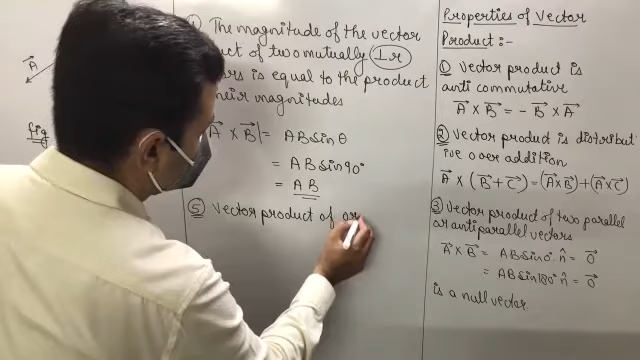 A
Fig
4 The magnitude of the vector
uct of two mutually (⊥r
ors is equal to the product
heir magnitudes
A⃗ × B⃗| = AB sin θ
= AB sin 90°
= AB
5 Vector product of or
Properties of Vector
Product :-
① Vector product is
anti commutative
A⃗ × B⃗ = - B⃗ × A⃗
② Vector product is distribut
ive over addition
A⃗ × (B⃗ + C⃗) = (A⃗ × B⃗) + (A⃗ × C⃗)
③ Vector product of two parallel
or antiparallel vectors
A⃗ × B⃗ = AB sin 0° n̂ = 0⃗
= AB sin 180° n̂ = 0⃗
is a null vector